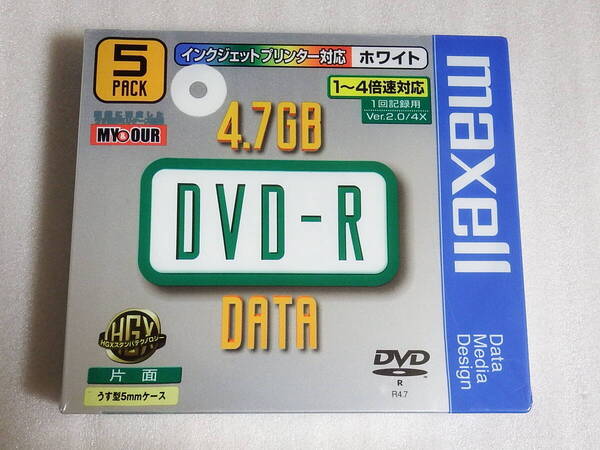 5
PACK
インクジェットプリンター対応 ホワイト
1〜4倍速対応
1回記録用
Ver.2.0/4X
MY&OUR
4.7GB
DVD-R
DATA
HGX
HGXスタンパテクノロジー
片面
うす型5mmケース
DVD
R
R4.7
maxell
Data
Media
Design